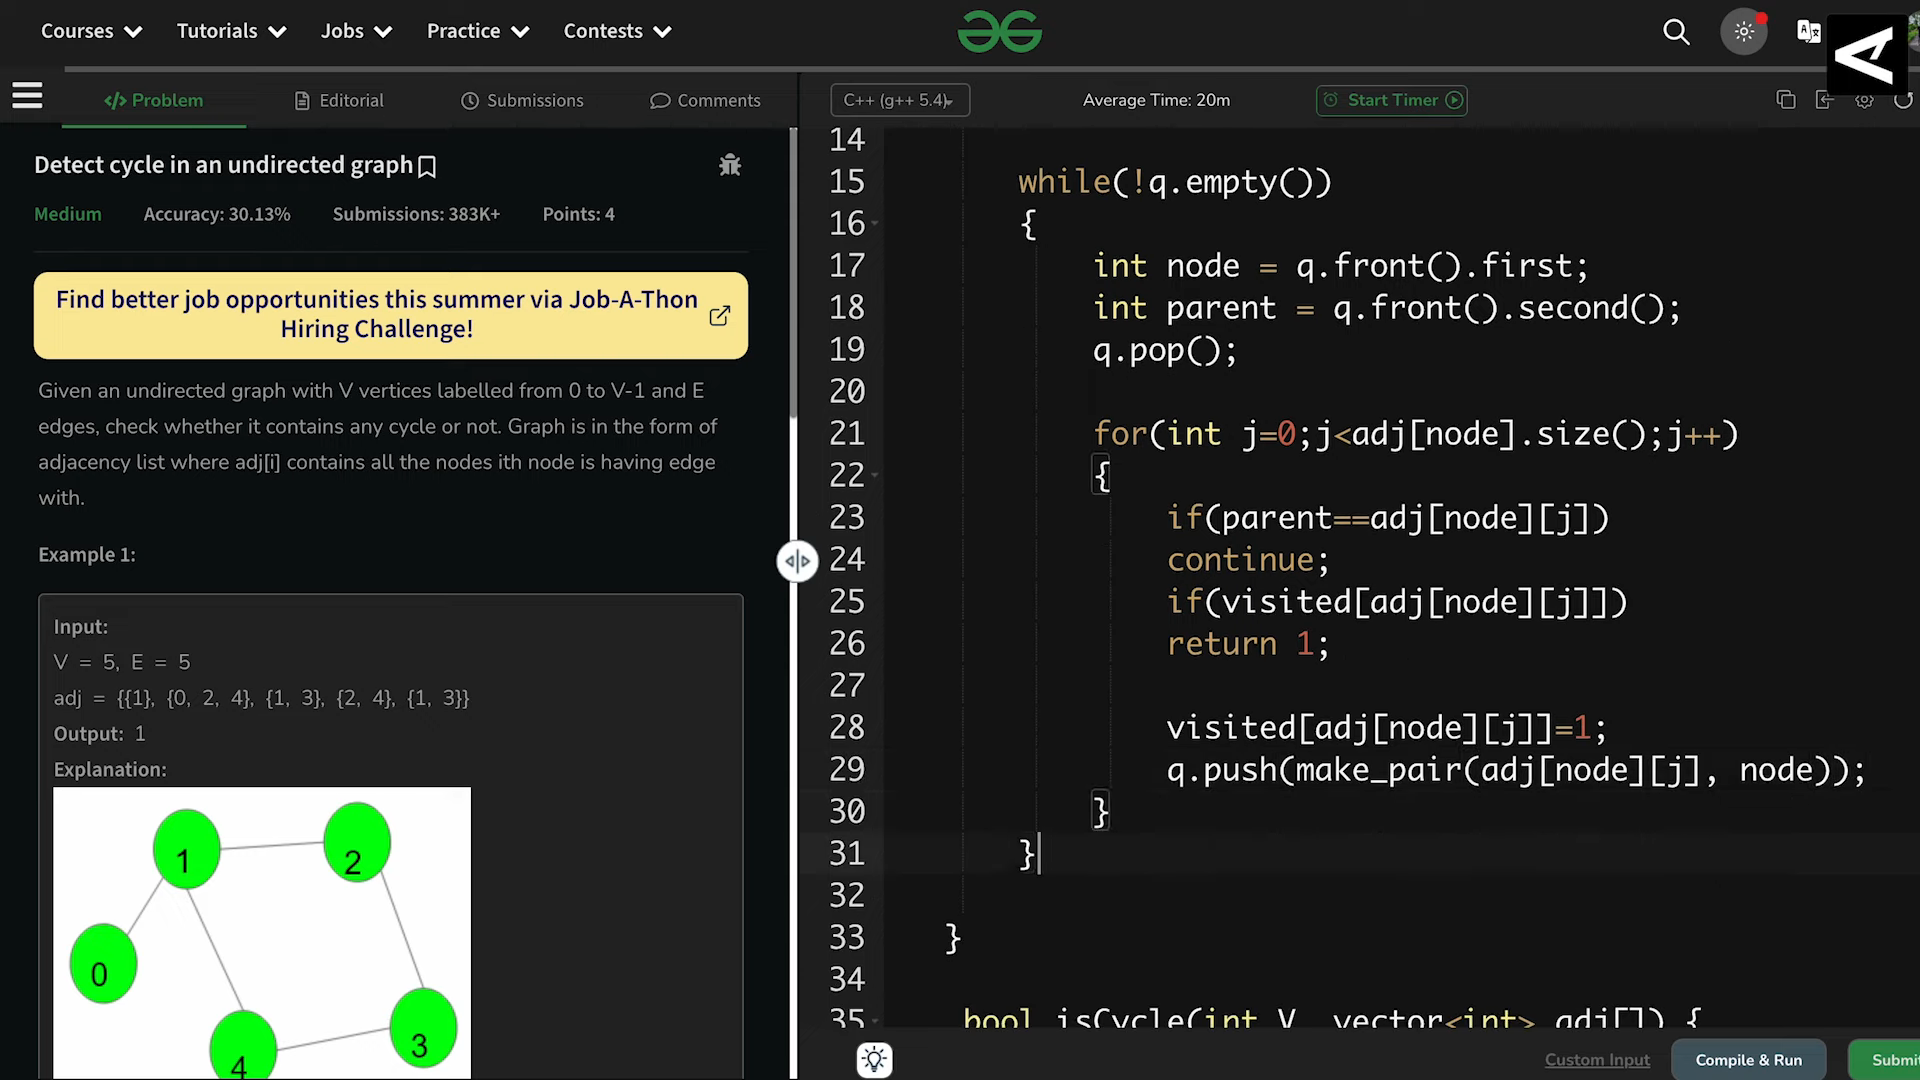 Courses Tutorials Jobs Practice Contests
Problem Editorial Submissions Comments
C++ (g++ 5.4) Average Time: 20m Start Timer
Detect cycle in an undirected graph
Medium Accuracy: 30.13% Submissions: 383K+ Points: 4
Find better job opportunities this summer via Job-A-Thon
Hiring Challenge!
Given an undirected graph with V vertices labelled from 0 to V-1 and E
edges, check whether it contains any cycle or not. Graph is in the form of
adjacency list where adj[i] contains all the nodes ith node is having edge
with.
Example 1:
Input:
V = 5, E = 5
adj = {{1}, {0, 2, 4}, {1, 3}, {2, 4}, {1, 3}}
Output: 1
Explanation:
1
2
0
3
4
14
15 while(!q.empty())
16 {
17 int node = q.front().first;
18 int parent = q.front().second();
19 q.pop();
20
21 for(int j=0;j<adj[node].size();j++)
22 {
23 if(parent==adj[node][j])
24 continue;
25 if(visited[adj[node][j]])
26 return 1;
27
28 visited[adj[node][j]]=1;
29 q.push(make_pair(adj[node][j], node));
30 }
31 }
32
33 }
34
35 bool isCycle(int V, vector<int> adj[]) {
Custom Input Compile & Run Submit